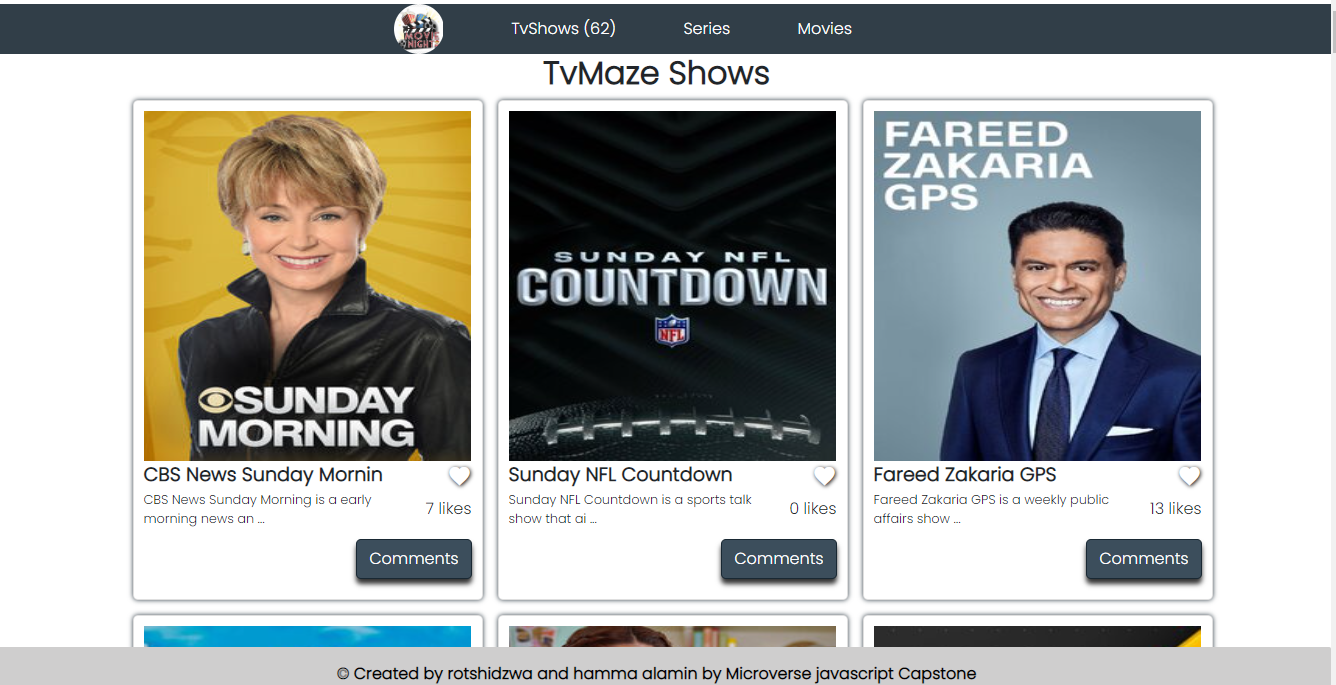 MOVIE NIGHT
TvShows (62)
Series
Movies
TvMaze Shows
SUNDAY
MORNING
SUNDAY NFL
COUNTDOWN
NFL
FAREED
ZAKARIA
GPS
CBS News Sunday Mornin
CBS News Sunday Morning is a early
morning news an ...
7 likes
Comments
Sunday NFL Countdown
Sunday NFL Countdown is a sports talk
show that ai ...
0 likes
Comments
Fareed Zakaria GPS
Fareed Zakaria GPS is a weekly public
affairs show ...
13 likes
Comments
© Created by rotshidzwa and hamma alamin by Microverse javascript Capstone